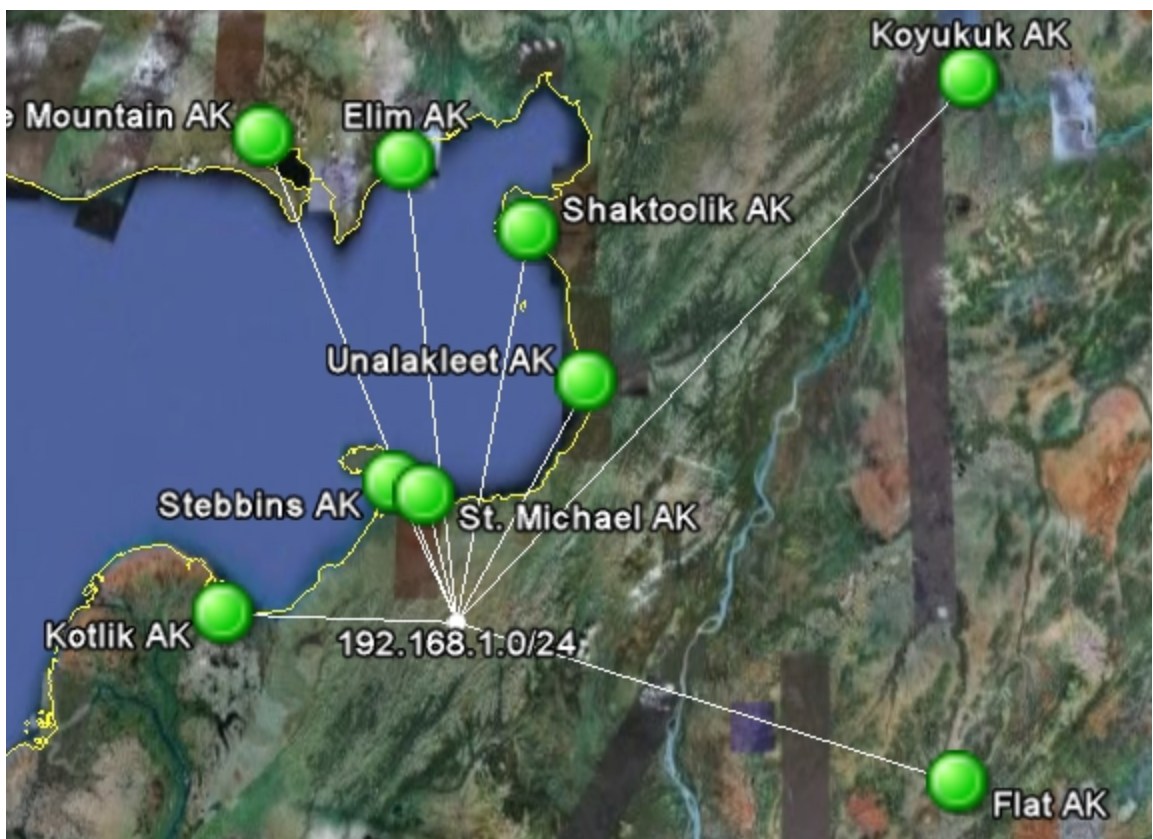 Koyukuk AK
e Mountain AK
Elim AK
Shaktoolik AK
Unalakleet AK
Stebbins AK
St. Michael AK
Kotlik AK
192.168.1.0/24
Flat AK